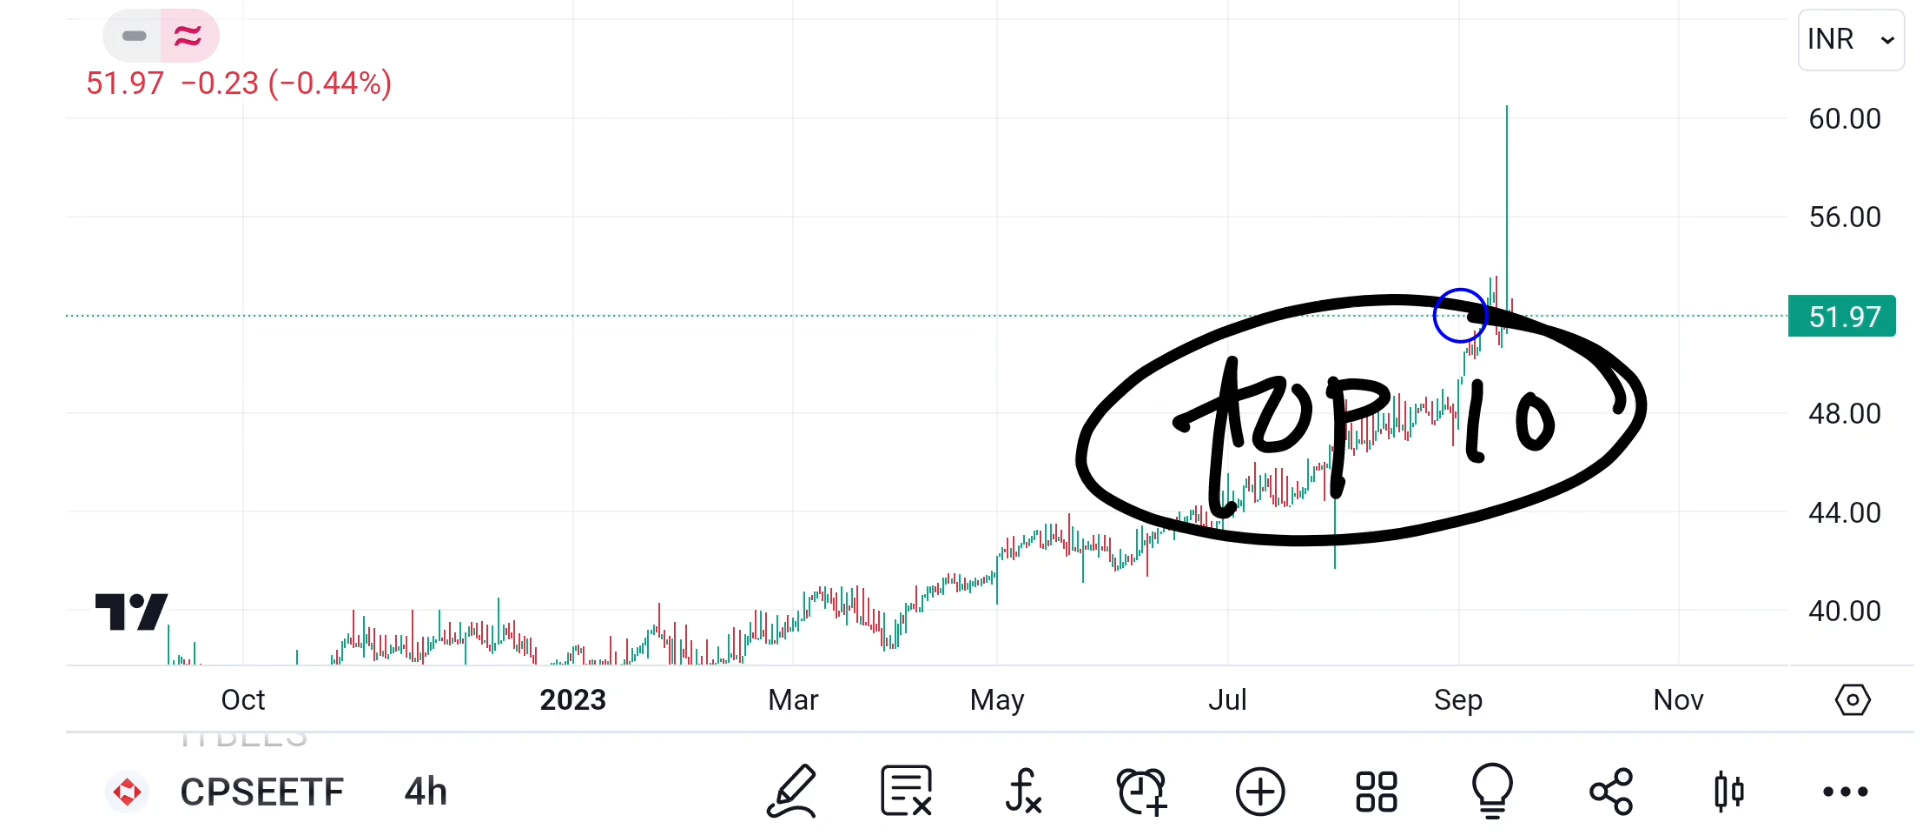 INR
51.97 −0.23 (−0.44%)
60.00
56.00
51.97
48.00
44.00
40.00
top 10
Oct 2023 Mar May Jul Sep Nov
ITBEES
CPSEETF 4h